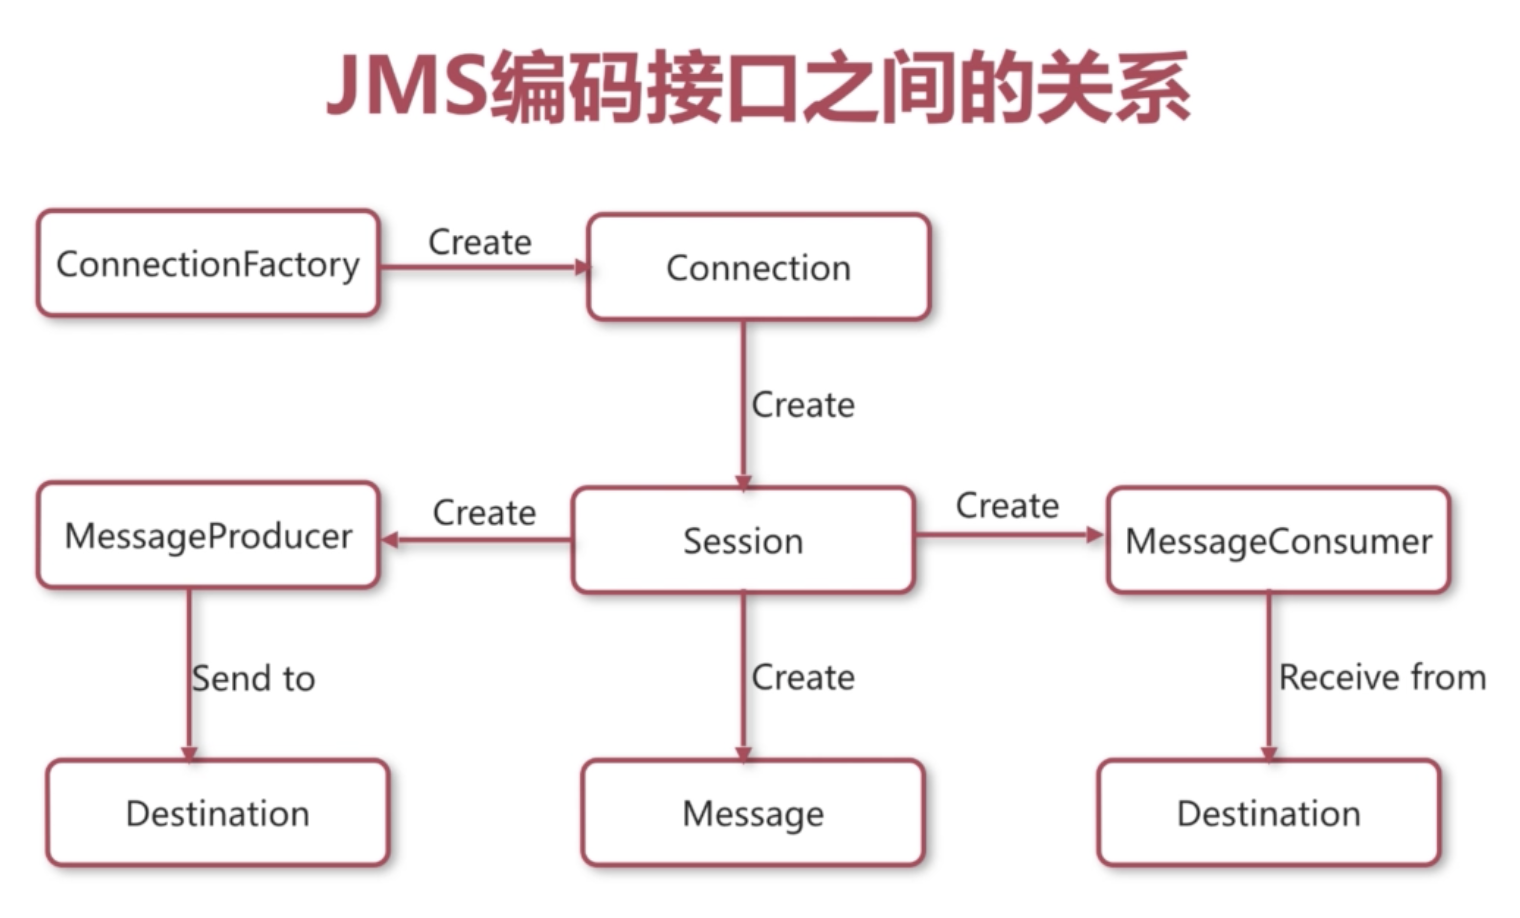 JMS编码接口之间的关系
ConnectionFactory
Create
Connection
Create
MessageProducer
Create
Session
Create
MessageConsumer
Send to
Create
Receive from
Destination
Message
Destination